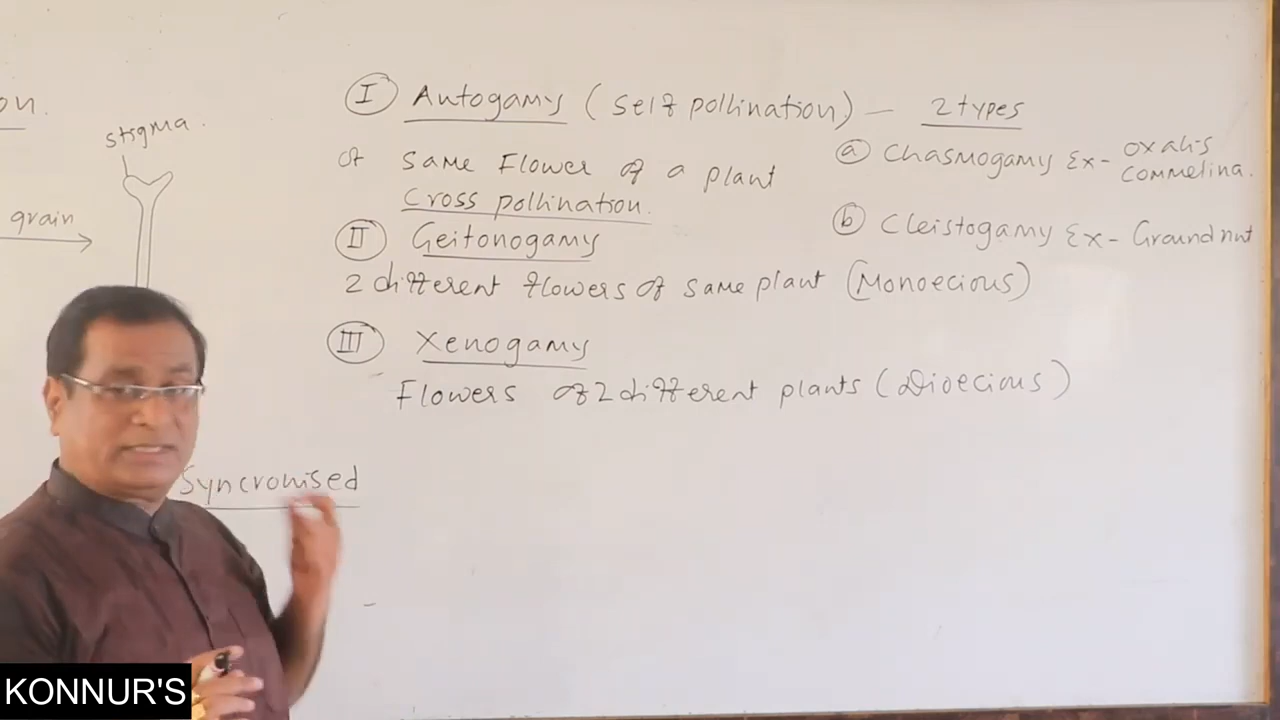 on.
stigma.
grain
I Autogamy (self pollination) - 2 types
of same Flower of a plant
a Chasmogamy Ex- oxalis
commelina.
b Cleistogamy Ex- Groundnut
Cross pollination.
II Geitonogamy
2 different flowers of same plant (Monoecious)
III Xenogamy
Flowers of 2 different plants (Dioecious)
Syncronised
KONNUR'S